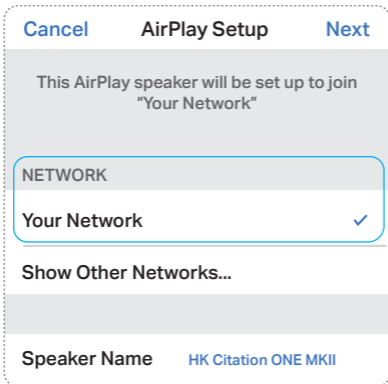 Cancel AirPlay Setup Next
This AirPlay speaker will be set up to join
“Your Network”
NETWORK
Your Network
Show Other Networks...
Speaker Name HK Citation ONE MKII